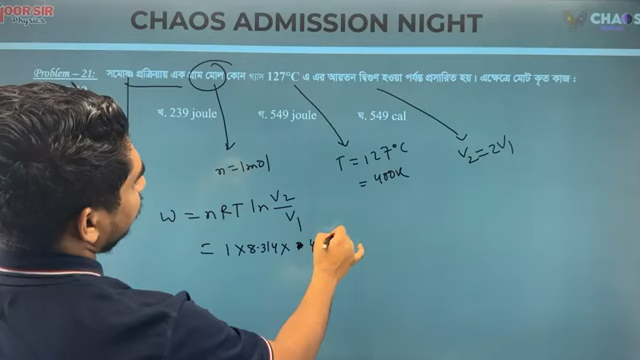 OOR SIR
Physics
CHAOS ADMISSION NIGHT
CHAOS
Problem – 21: সমোষ্ণ প্রক্রিয়ায় এক গ্রাম মোল কোন গ্যাস 127°C এ এর আয়তন দ্বিগুণ হওয়া পর্যন্ত প্রসারিত হয়। এক্ষেত্রে মোট কৃত কাজ :
খ. 239 joule গ. 549 joule ঘ. 549 cal
n = 1 mol
T = 127°C
= 400K
V₂ = 2V₁
W = nRT ln V₂/V₁
= 1 × 8.314 × 4